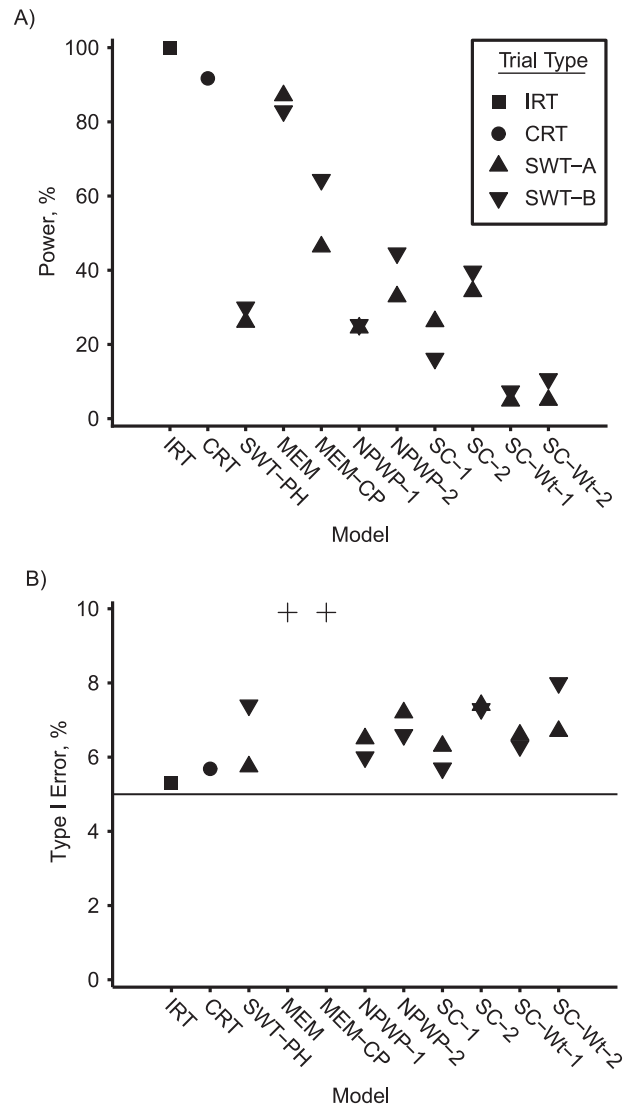 A)
100
80
60
40
20
0
Power, %
Trial Type
IRT
CRT
SWT–A
SWT–B
IRT
CRT
SWT–PH
MEM
MEM–CP
NPWP–1
NPWP–2
SC–1
SC–2
SC–Wt–1
SC–Wt–2
Model
B)
10
8
6
4
2
0
Type I Error, %
IRT
CRT
SWT–PH
MEM
MEM–CP
NPWP–1
NPWP–2
SC–1
SC–2
SC–Wt–1
SC–Wt–2
Model